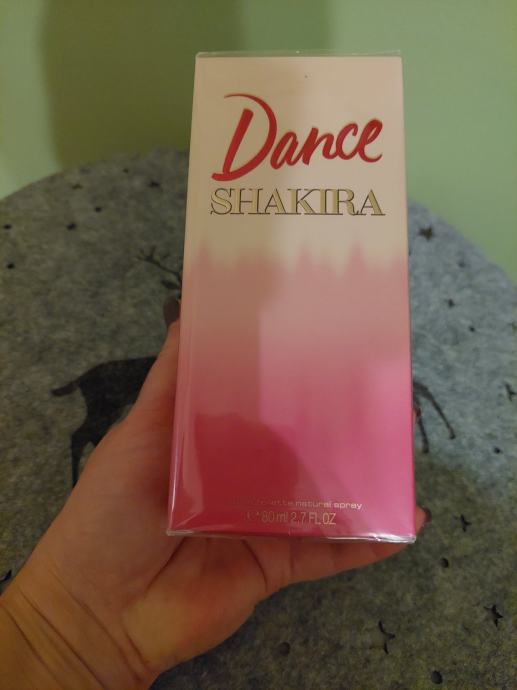 Dance
SHAKIRA
toilette natural spray
80 ml 2,7 FL.OZ